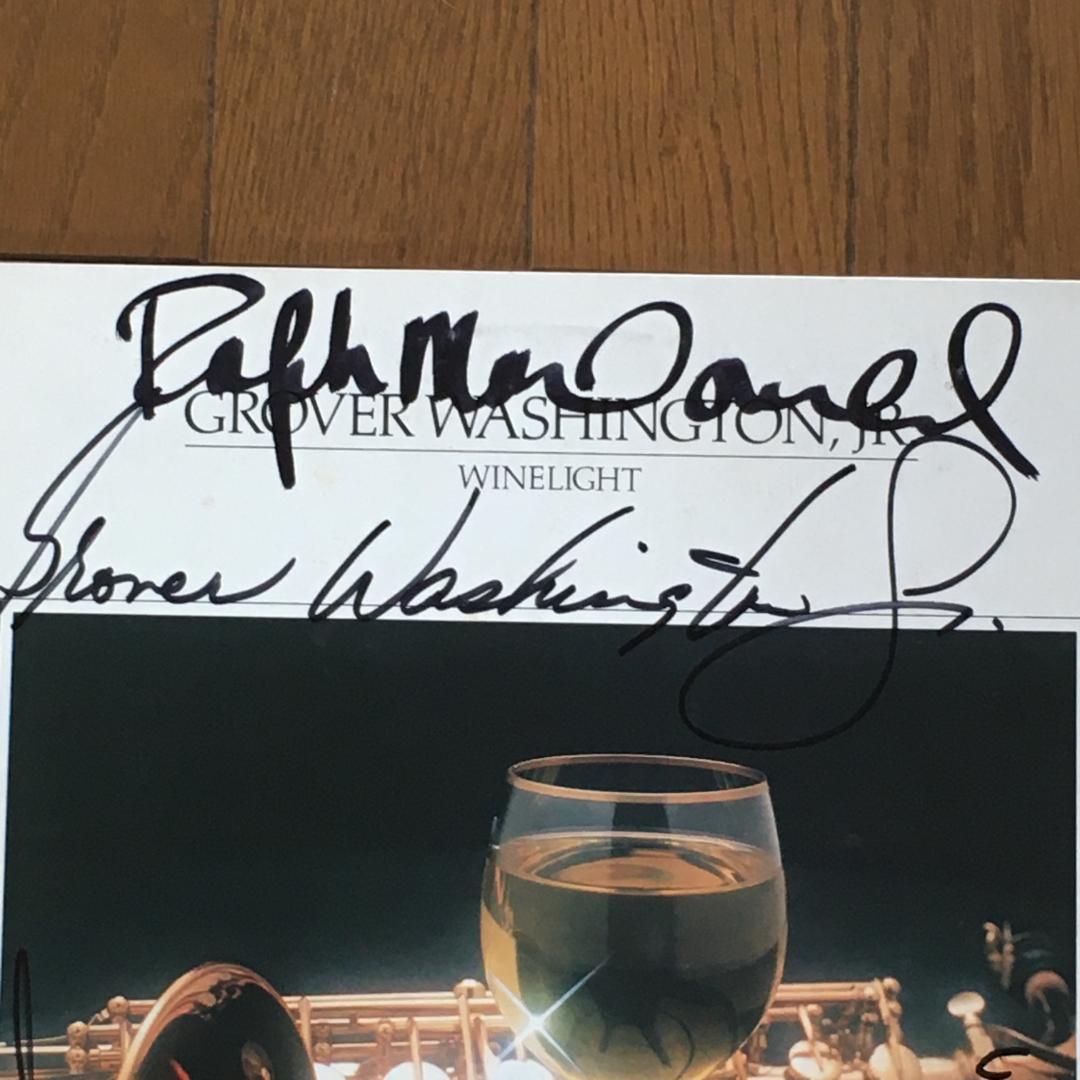 Ralph MacDonald
GROVER WASHINGTON, JR.
WINELIGHT
Grover Washington Jr.